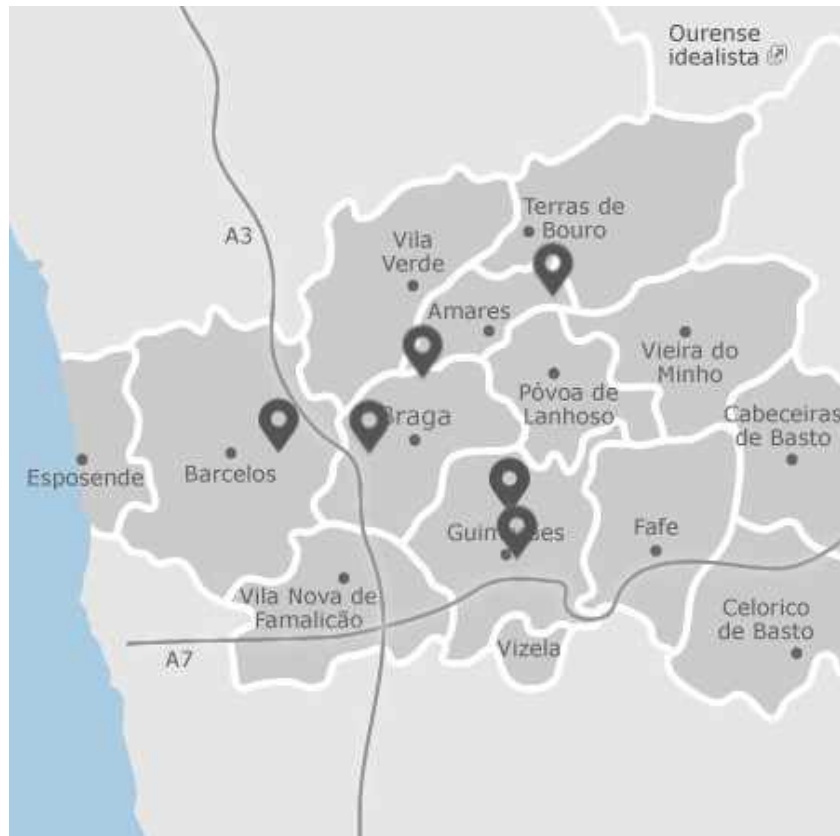 Ourense
idealista
Terras de
Bouro
A3
Vila
Verde
Amares
Vieira do
Minho
Póvoa de
Lanhoso
Cabeceiras
de Basto
Braga
Esposende
Barcelos
Fafe
Vila Nova de
Famalicão
Celorico
de Basto
Vizela
A7